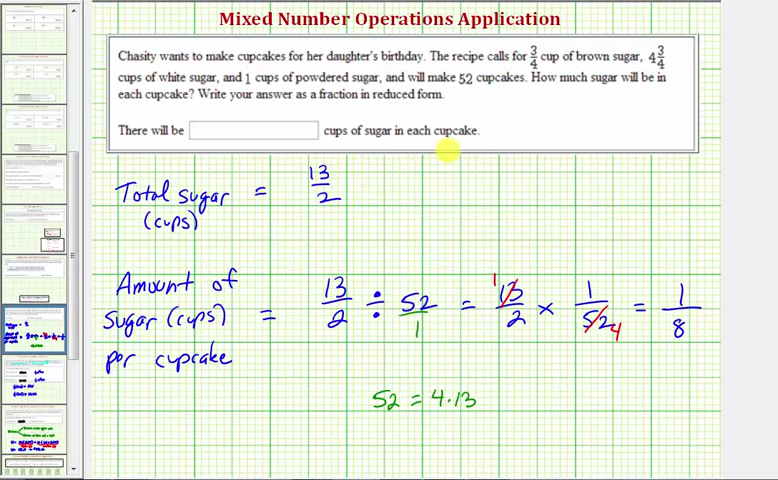 Mixed Number Operations Application
Chasity wants to make cupcakes for her daughter's birthday. The recipe calls for 3/4 cup of brown sugar, 4 3/4
cups of white sugar, and 1 cups of powdered sugar, and will make 52 cupcakes. How much sugar will be in
each cupcake? Write your answer as a fraction in reduced form.
There will be cups of sugar in each cupcake.
Total sugar = 13/2
(cups)
Amount of
sugar (cups) = 13/2 ÷ 52/1 = 1 13/2 × 1/52 4 = 1/8
per cupcake
52 = 4·13